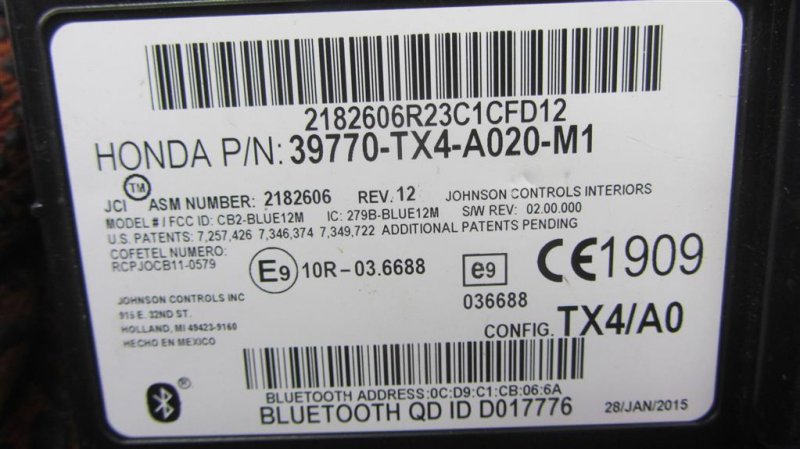 2182606R23C1CFD12
HONDA P/N: 39770-TX4-A020-M1
JCI™ ASM NUMBER: 2182606 REV. 12 JOHNSON CONTROLS INTERIORS
MODEL # / FCC ID: CB2-BLUE12M IC: 279B-BLUE12M S/W REV: 02.00.000
U.S. PATENTS: 7,257,426 7,346,374 7,349,722 ADDITIONAL PATENTS PENDING
COFETEL NUMERO:
RCPJOCB11-0579
E9 10R-03.6688 e9 CE1909
036688
JOHNSON CONTROLS INC
915 E. 32ND ST.
HOLLAND, MI 49423-9160
HECHO EN MEXICO
CONFIG. TX4/A0
®
BLUETOOTH ADDRESS:0C:D9:C1:CB:06:6A
BLUETOOTH QD ID D017776
28/JAN/2015